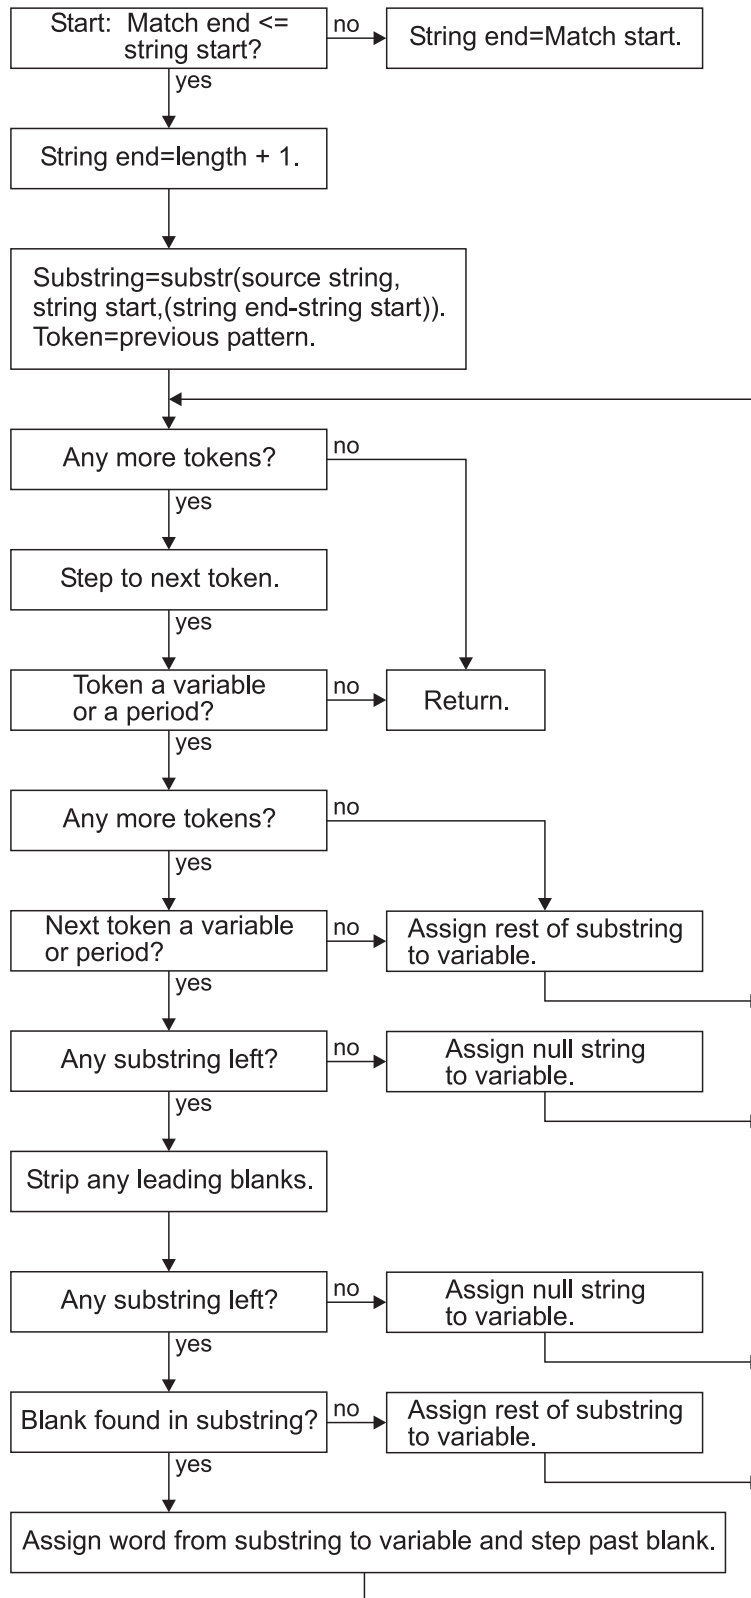 Start: Match end <=
string start?
no
String end=Match start.
yes
String end=length + 1.
Substring=substr(source string,
string start,(string end-string start)).
Token=previous pattern.
Any more tokens?
no
yes
Step to next token.
yes
Token a variable
or a period?
no
Return.
yes
Any more tokens?
no
yes
Next token a variable
or period?
no
Assign rest of substring
to variable.
yes
Any substring left?
no
Assign null string
to variable.
yes
Strip any leading blanks.
Any substring left?
no
Assign null string
to variable.
yes
Blank found in substring?
no
Assign rest of substring
to variable.
yes
Assign word from substring to variable and step past blank.